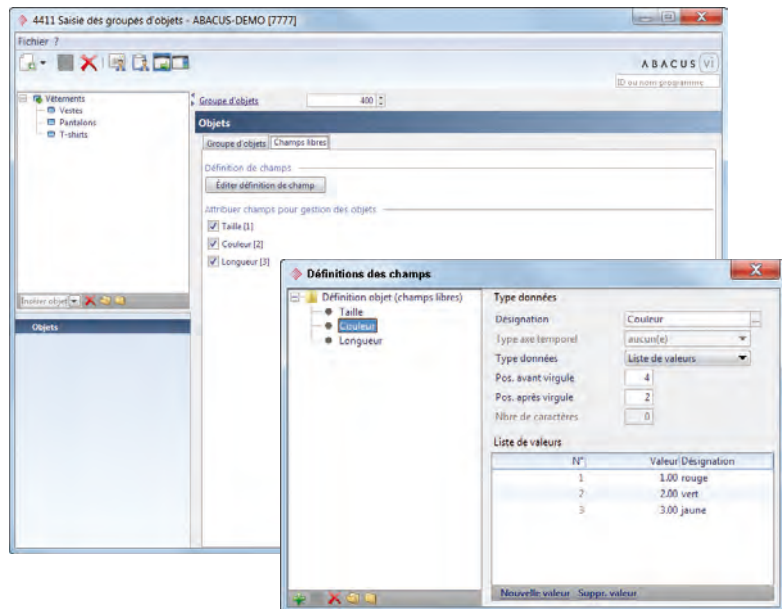 4411 Saisie des groupes d'objets - ABACUS-DEMO [7777]
Fichier ?
ABACUS vi
ID ou nom programme
Vêtements
Vestes
Pantalons
T-shirts
Groupe d'objets 400
Objets
Groupe d'objets Champs libres
Définition de champs
Éditer définition de champ
Attribuer champs pour gestion des objets
Taille [1]
Couleur [2]
Longueur [3]
Insérer objet
Objets
Définitions des champs
Définition objet (champs libres)
Taille
Couleur
Longueur
Type données
Désignation Couleur ...
Type axe temporel aucun(e)
Type données Liste de valeurs
Pos. avant virgule 4
Pos. après virgule 2
Nbre de caractères 0
Liste de valeurs
N° Valeur Désignation
1 1.00 rouge
2 2.00 vert
3 3.00 jaune
Nouvelle valeur Suppr. valeur